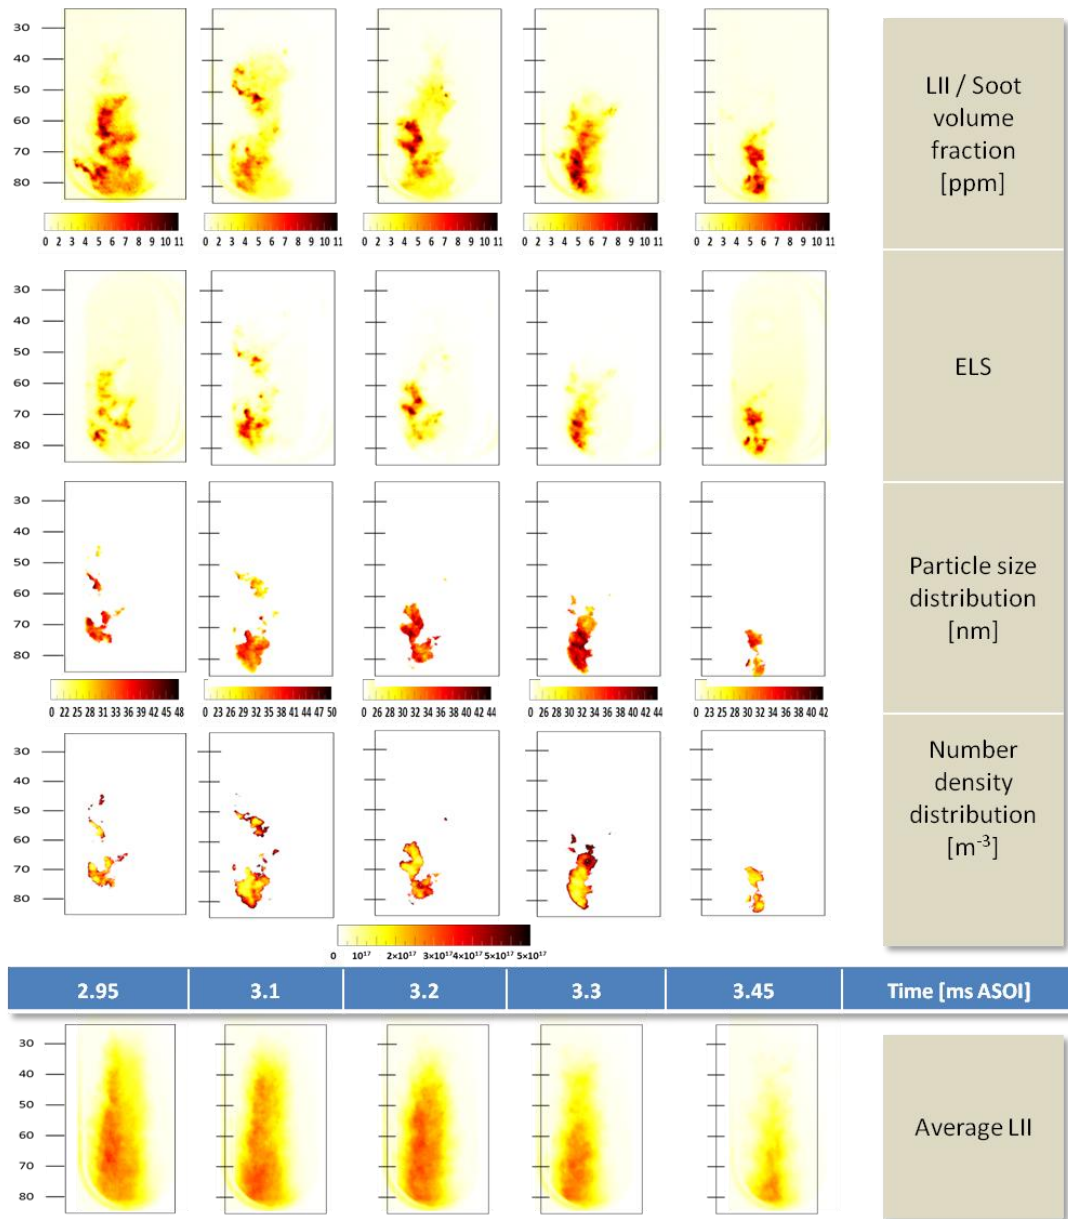 30
40
50
60
70
80
0 2 3 4 5 7 8 9 10 11
0 2 3 4 5 7 8 9 10 11
0 2 3 4 5 7 8 9 10 11
0 2 3 4 5 7 8 9 10 11
0 2 3 4 5 7 8 9 10 11
LII / Soot
volume
fraction
[ppm]
30
40
50
60
70
80
ELS
30
40
50
60
70
80
0 22 25 28 31 33 36 39 42 45 48
0 23 26 29 32 35 38 41 44 47 50
0 26 28 30 32 34 36 38 40 42 44
0 26 28 30 32 34 36 38 40 42 44
0 23 25 27 30 32 34 36 38 40 42
Particle size
distribution
[nm]
30
40
50
60
70
80
0 10¹⁷ 2×10¹⁷ 3×10¹⁷ 4×10¹⁷ 5×10¹⁷ 5×10¹⁷
Number
density
distribution
[m⁻³]
2.95 3.1 3.2 3.3 3.45 Time [ms ASOI]
30
40
50
60
70
80
Average LII